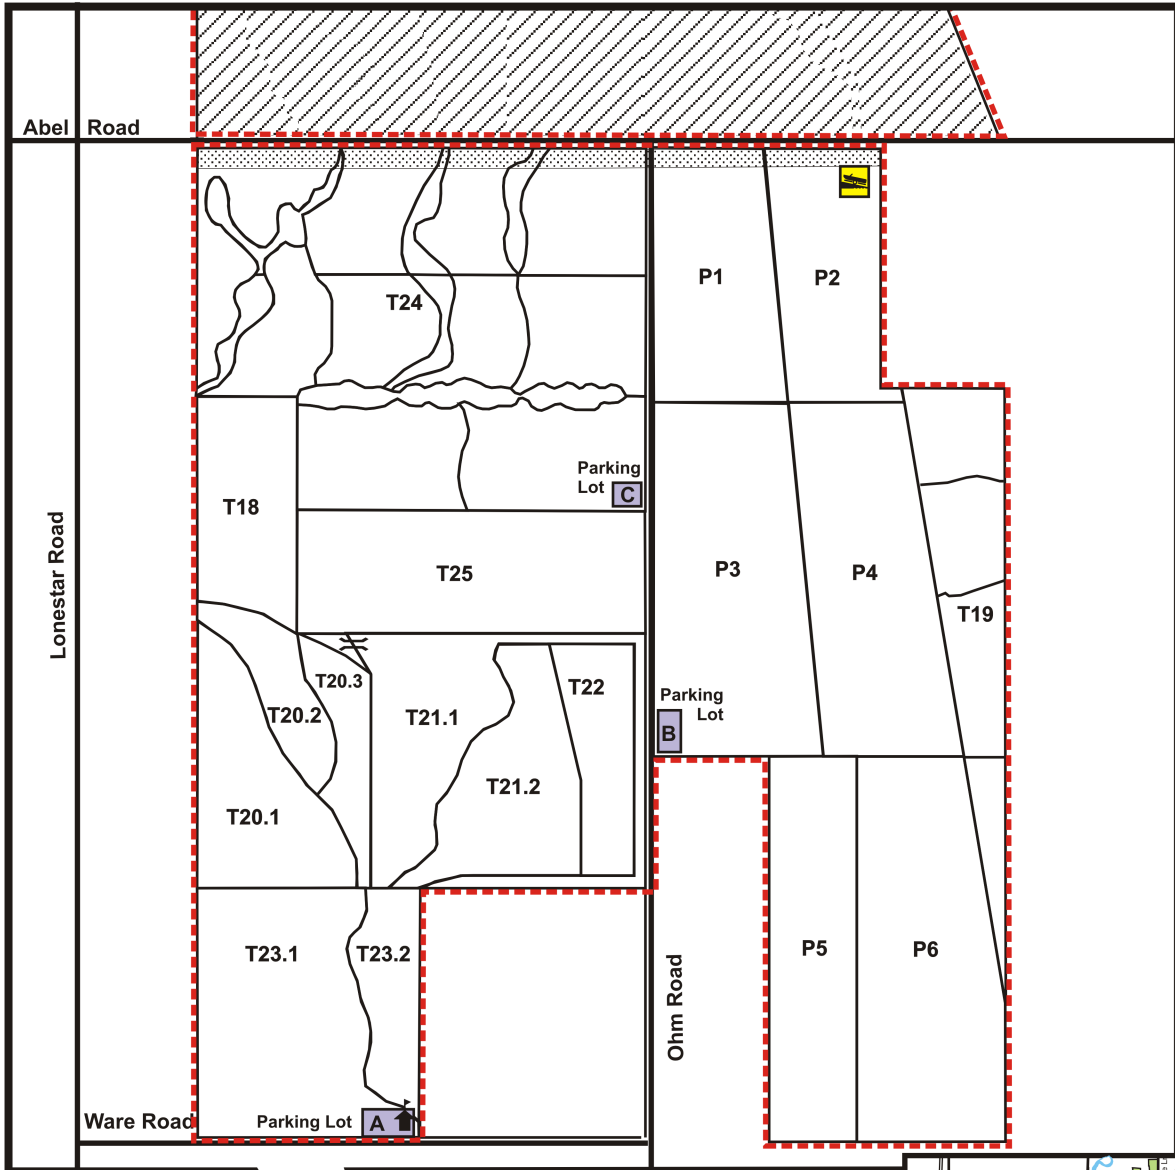 Abel Road
P1
P2
T24
Parking
Lot C
T18
Lonestar Road
T25
P3
P4
T19
T20.3
T22
T20.2
T21.1
Parking
Lot
B
T21.2
T20.1
T23.1
T23.2
P5
P6
Ohm Road
Ware Road
Parking Lot A